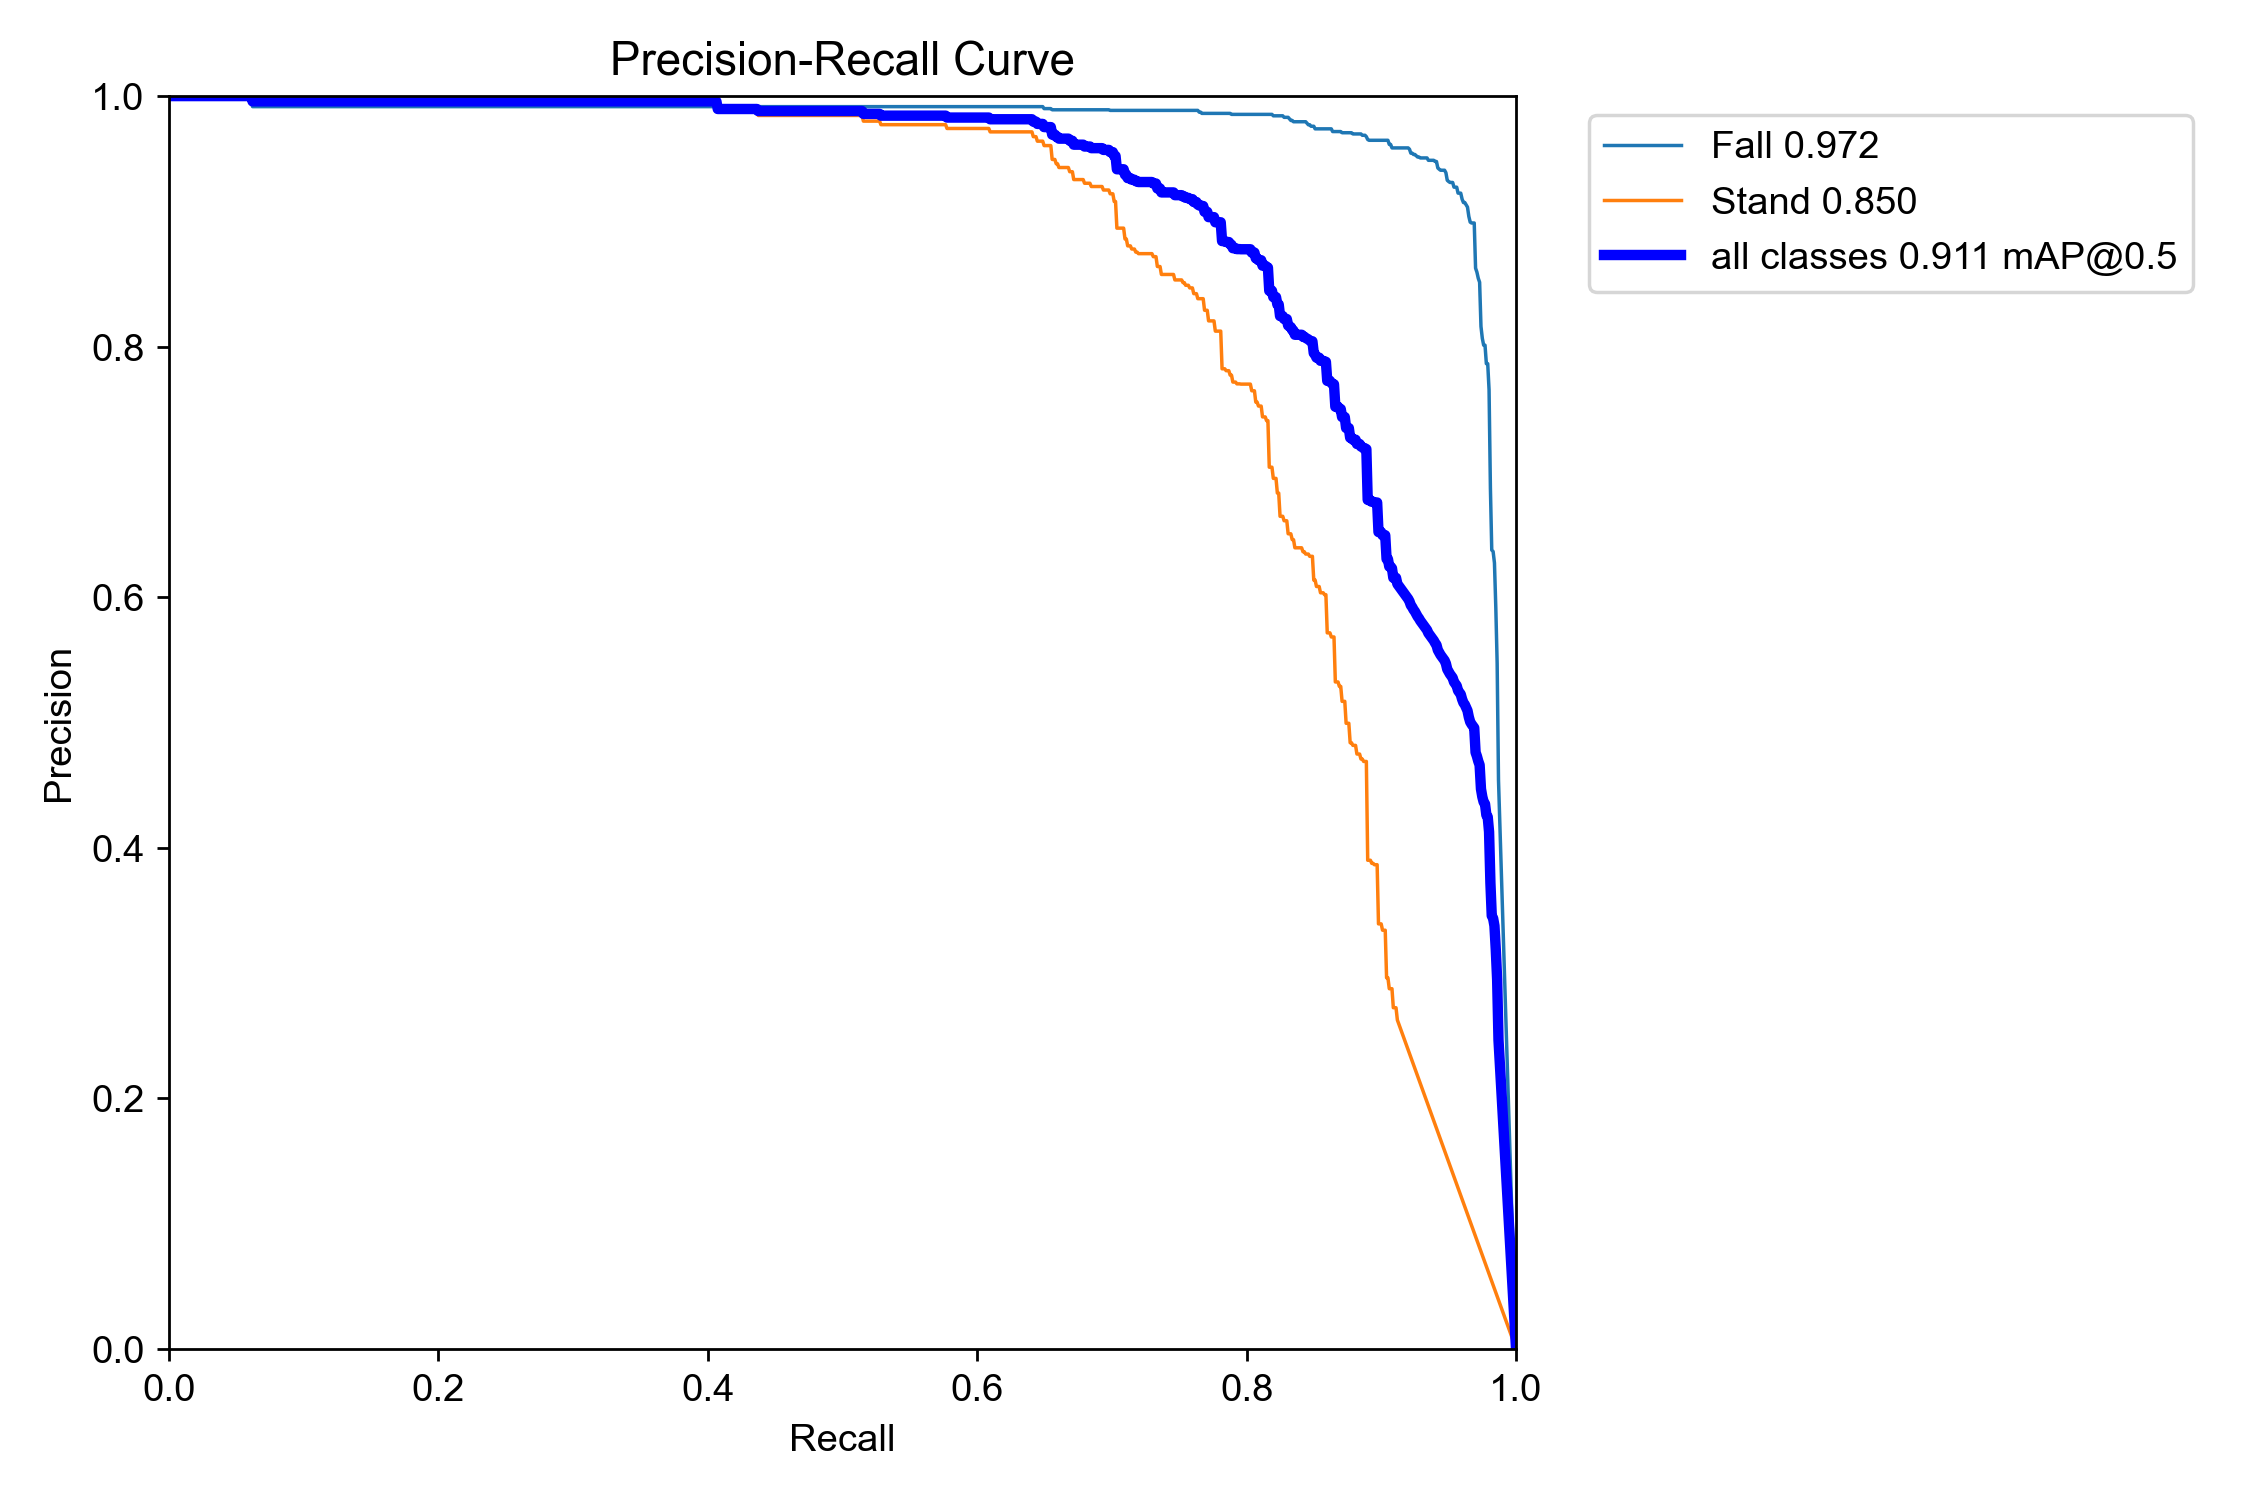 Precision-Recall Curve
Fall 0.972
Stand 0.850
all classes 0.911 mAP@0.5
1.0
0.8
0.6
0.4
0.2
0.0
Precision
0.0 0.2 0.4 0.6 0.8 1.0
Recall